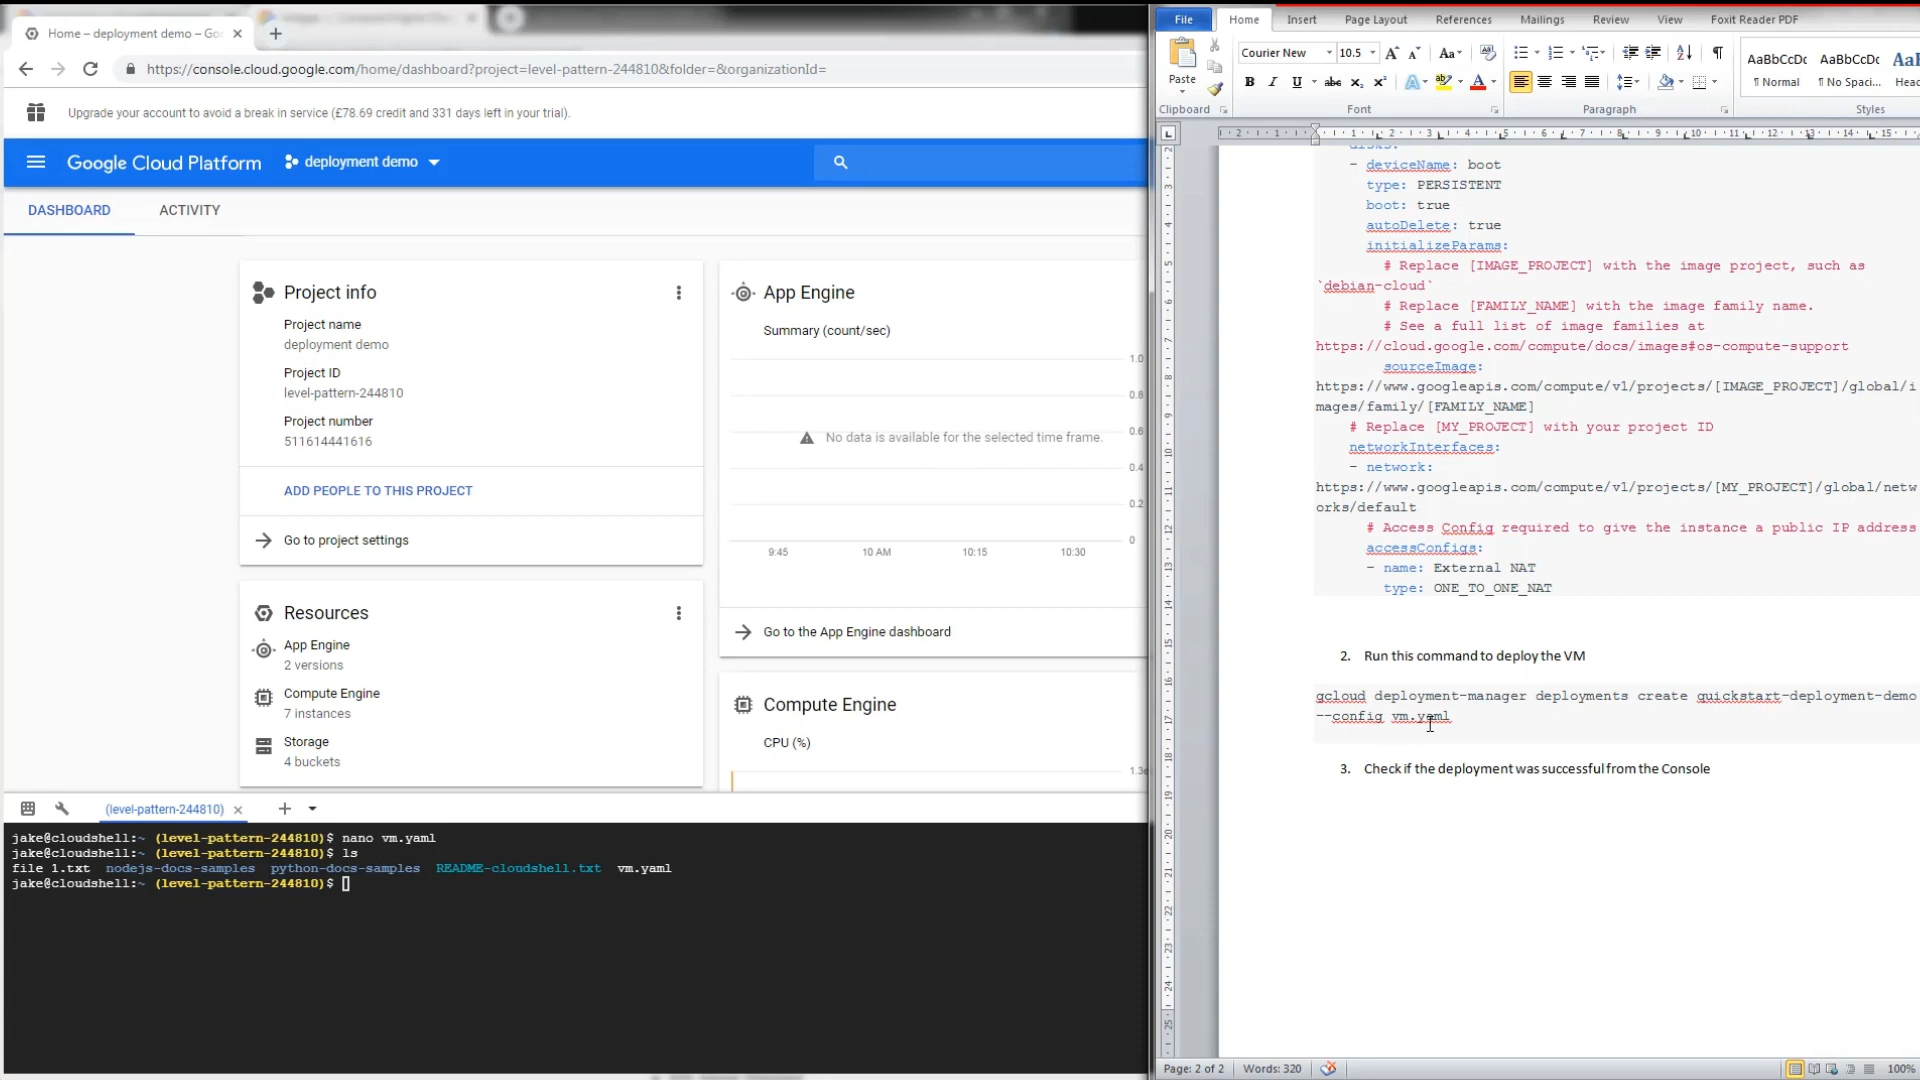 Home – deployment demo – Go
https://console.cloud.google.com/home/dashboard?project=level-pattern-244810&folder=&organizationId=
Upgrade your account to avoid a break in service (£78.69 credit and 331 days left in your trial).
Google Cloud Platform
deployment demo
DASHBOARD
ACTIVITY
Project info
Project name
deployment demo
Project ID
level-pattern-244810
Project number
511614441616
ADD PEOPLE TO THIS PROJECT
Go to project settings
Resources
App Engine
2 versions
Compute Engine
7 instances
Storage
4 buckets
App Engine
Summary (count/sec)
1.0
0.8
0.6
No data is available for the selected time frame.
0.4
0.2
0
9:45 10 AM 10:15 10:30
Go to the App Engine dashboard
Compute Engine
CPU (%)
(level-pattern-244810)
jake@cloudshell:~ (level-pattern-244810)$ nano vm.yaml
jake@cloudshell:~ (level-pattern-244810)$ ls
file 1.txt nodejs-docs-samples python-docs-samples README-cloudshell.txt vm.yaml
jake@cloudshell:~ (level-pattern-244810)$
File Home Insert Page Layout References Mailings Review View Foxit Reader PDF
Courier New 10.5
Paste
AaBbCcDc AaBbCcDc AaB
¶ Normal ¶ No Spaci... Head
Clipboard Font Paragraph Styles
disks:
- deviceName: boot
type: PERSISTENT
boot: true
autoDelete: true
initializeParams:
# Replace [IMAGE_PROJECT] with the image project, such as
`debian-cloud`
# Replace [FAMILY_NAME] with the image family name.
# See a full list of image families at
https://cloud.google.com/compute/docs/images#os-compute-support
sourceImage:
https://www.googleapis.com/compute/v1/projects/[IMAGE_PROJECT]/global/i
mages/family/[FAMILY_NAME]
# Replace [MY_PROJECT] with your project ID
networkInterfaces:
- network:
https://www.googleapis.com/compute/v1/projects/[MY_PROJECT]/global/netw
orks/default
# Access Config required to give the instance a public IP address
accessConfigs:
- name: External NAT
type: ONE_TO_ONE_NAT
2. Run this command to deploy the VM
gcloud deployment-manager deployments create quickstart-deployment-demo
--config vm.yaml
3. Check if the deployment was successful from the Console
Page: 2 of 2 Words: 320 100%